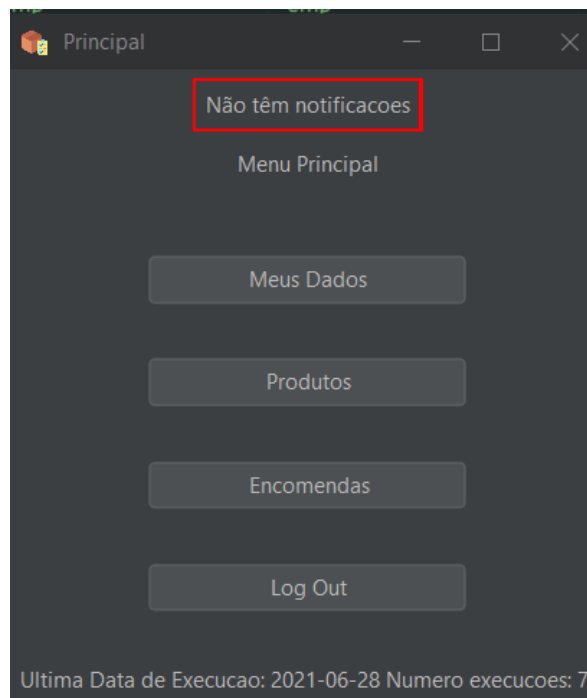 Principal
Não têm notificacoes
Menu Principal
Meus Dados
Produtos
Encomendas
Log Out
Ultima Data de Execucao: 2021-06-28 Numero execucoes: 7